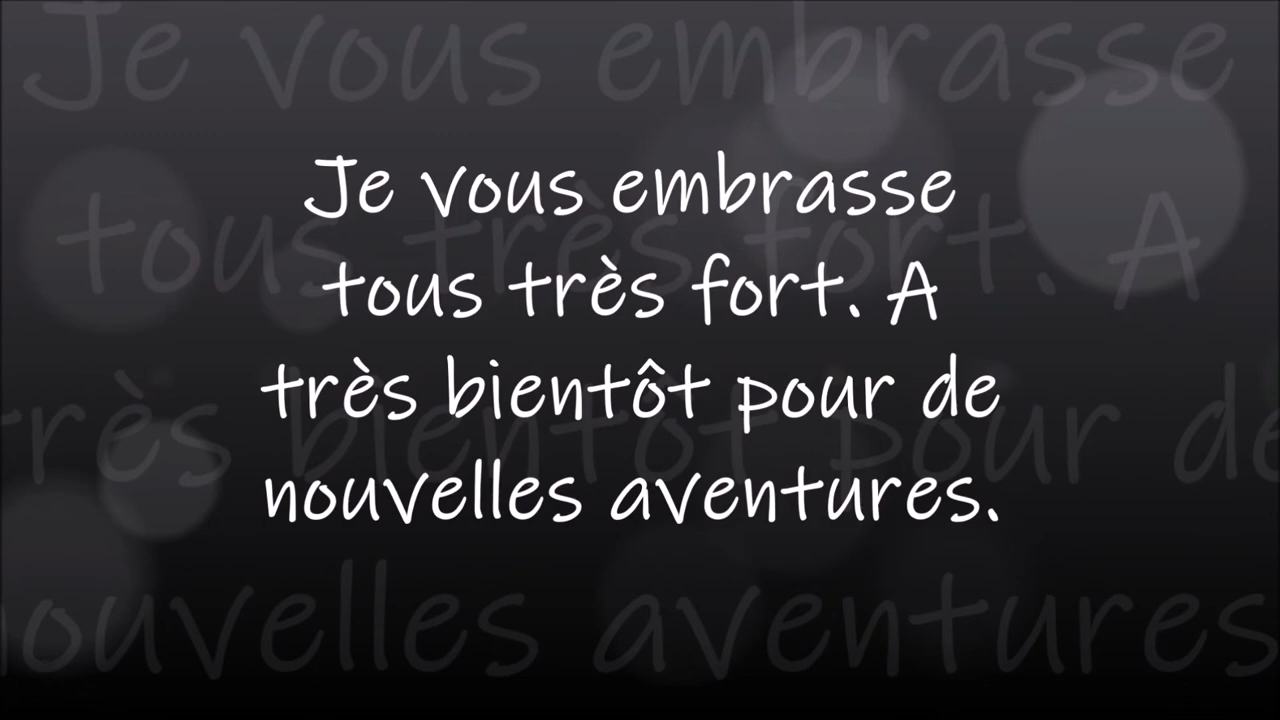 Je vous embrasse
tous très fort. A
très bientôt pour de
nouvelles aventures.